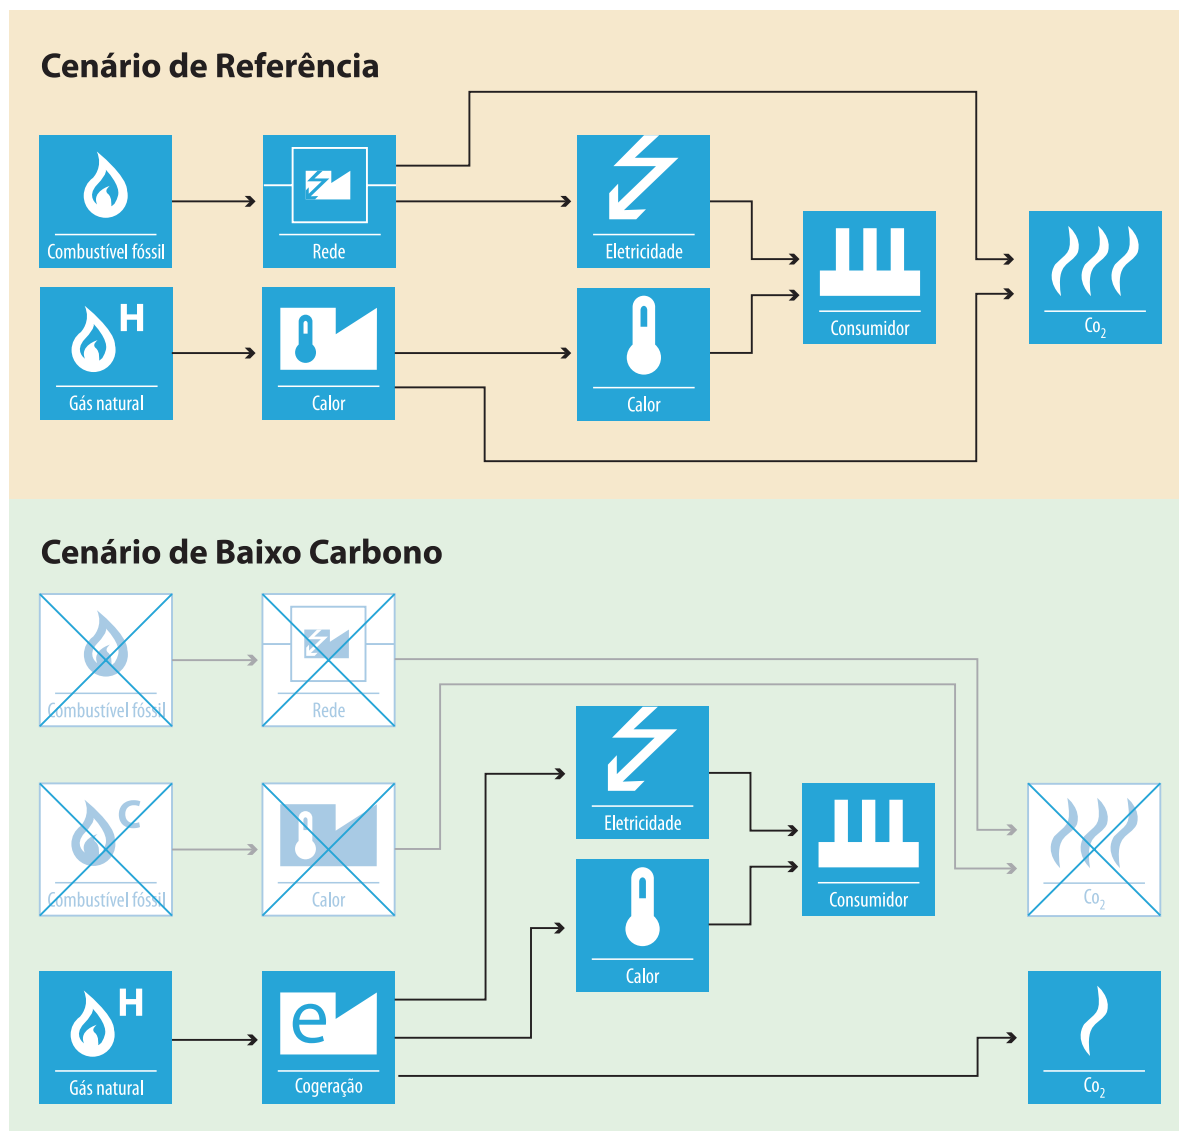 Cenário de Referência
Combustível fóssil
Rede
Eletricidade
Consumidor
Co2
H
Gás natural
Calor
Calor
Cenário de Baixo Carbono
Combustível fóssil
Rede
Eletricidade
C
Combustível fóssil
Calor
Consumidor
Co2
Calor
H
Gás natural
e
Cogeração
Co2